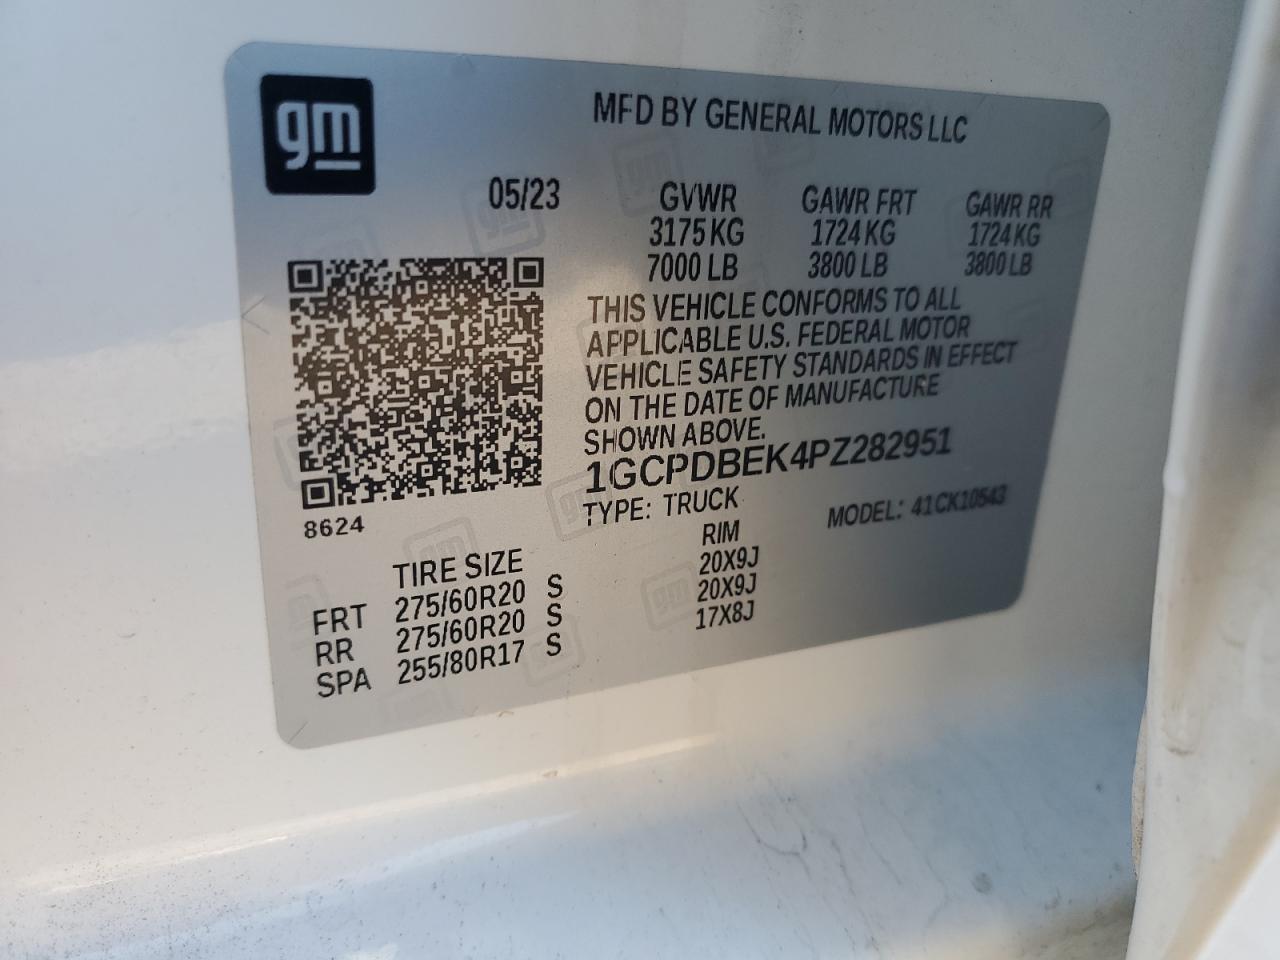 gm
MFD BY GENERAL MOTORS LLC
05/23 GVWR GAWR FRT GAWR RR
3175 KG 1724 KG 1724 KG
7000 LB 3800 LB 3800 LB
THIS VEHICLE CONFORMS TO ALL
APPLICABLE U.S. FEDERAL MOTOR
VEHICLE SAFETY STANDARDS IN EFFECT
ON THE DATE OF MANUFACTURE
SHOWN ABOVE.
1GCPDBEK4PZ282951
TYPE: TRUCK MODEL: 41CK10543
8624
TIRE SIZE RIM
FRT 275/60R20 S 20X9J
RR 275/60R20 S 20X9J
SPA 255/80R17 S 17X8J